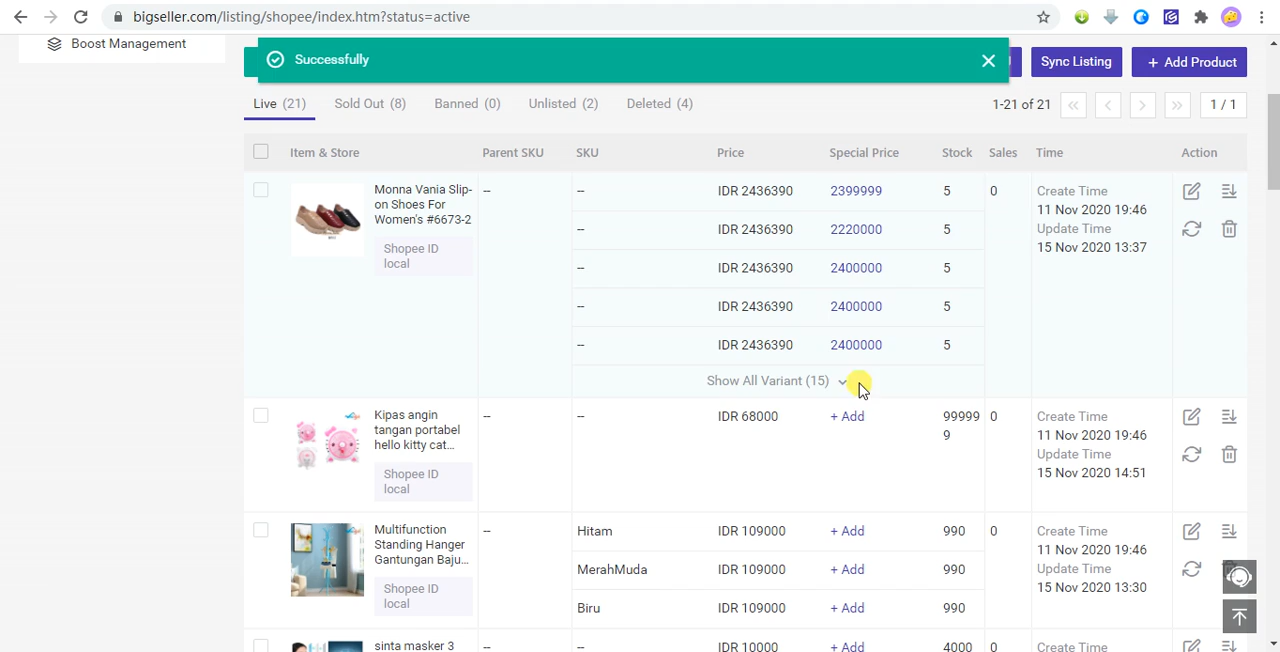 bigseller.com/listing/shopee/index.htm?status=active
Boost Management
Successfully
Sync Listing
+ Add Product
Live (21)
Sold Out (8)
Banned (0)
Unlisted (2)
Deleted (4)
1-21 of 21
1 / 1
Item & Store
Parent SKU
SKU
Price
Special Price
Stock
Sales
Time
Action
Monna Vania Slip-
on Shoes For
Women's #6673-2
Shopee ID
local
--
--
IDR 2436390
2399999
5
0
--
IDR 2436390
2220000
5
--
IDR 2436390
2400000
5
--
IDR 2436390
2400000
5
--
IDR 2436390
2400000
5
Show All Variant (15)
Create Time
11 Nov 2020 19:46
Update Time
15 Nov 2020 13:37
Kipas angin
tangan portabel
hello kitty cat...
Shopee ID
local
--
--
IDR 68000
+ Add
99999
9
0
Create Time
11 Nov 2020 19:46
Update Time
15 Nov 2020 14:51
Multifunction
Standing Hanger
Gantungan Baju...
Shopee ID
local
--
Hitam
IDR 109000
+ Add
990
0
MerahMuda
IDR 109000
+ Add
990
Biru
IDR 109000
+ Add
990
Create Time
11 Nov 2020 19:46
Update Time
15 Nov 2020 13:30
sinta masker 3
--
--
IDR 10000
+ Add
4000
0
Create Time